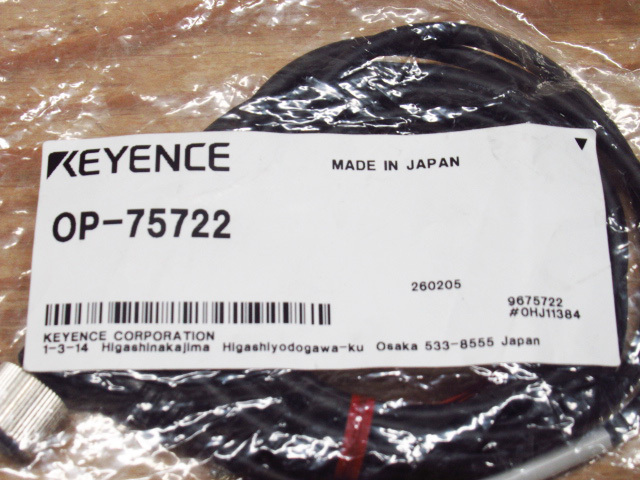 KEYENCE
MADE IN JAPAN
OP-75722
260205
9675722
#0HJ11384
KEYENCE CORPORATION
1-3-14 Higashinakajima Higashiyodogawa-ku Osaka 533-8555 Japan